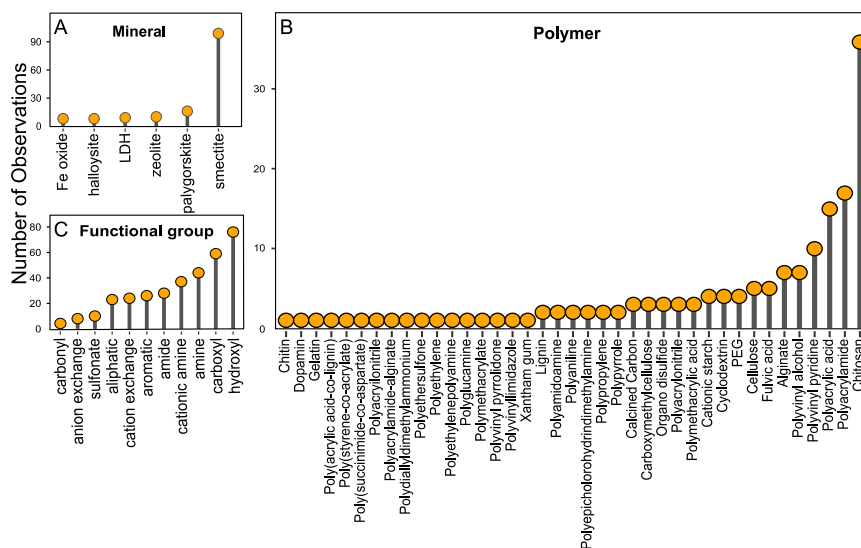 Number of Observations
A
Mineral
90
60
30
0
Fe oxide
halloysite
LDH
zeolite
palygorskite
smectite
C
Functional group
80
60
40
20
0
carbonyl
anion exchange
sulfonate
aliphatic
cation exchange
aromatic
amide
cationic amine
amine
carboxyl
hydroxyl
B
Polymer
30
20
10
0
Chitin
Dopamin
Gelatin
Poly(acrylic acid-co-lignin)
Poly(styrene-co-acrylate)
Poly(succinimide-co-aspartate)
Polyacrylonitrile
Polyacrylamide-alginate
Polydiallyldimethylammonium
Polyethersulfone
Polyethylene
Polyethylenepolyamine
Polyglucamine
Polymethacrylate
Polyvinyl pyrrolidone
Polyvinyllimidazole
Xantham gum
Lignin
Polyamidoamine
Polyaniline
Polyepicholorohydrindimethylamine
Polypropylene
Polypyrrole
Calcined Carbon
Carboxymethylcellulose
Organo disulfide
Polyacrylonitrile
Polymethacrylic acid
Cationic starch
Cyclodextrin
PEG
Cellulose
Fulvic acid
Alginate
Polyvinyl alcohol
Polyvinyl pyridine
Polyacrylic acid
Polyacrylamide
Chitosan